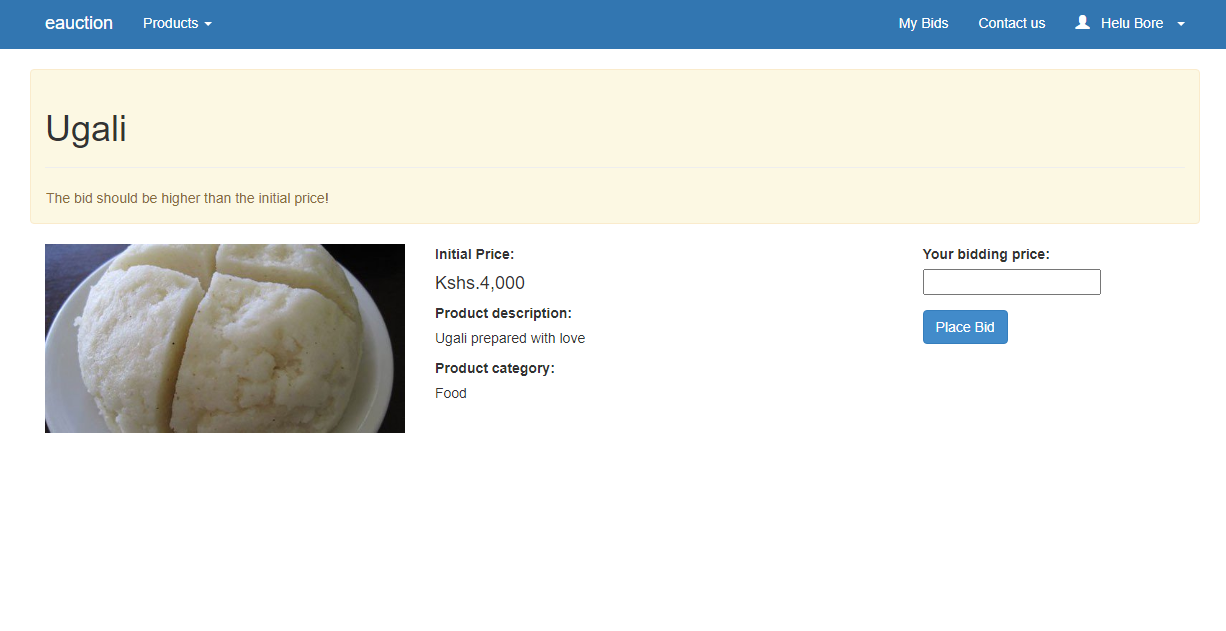 eauction Products My Bids Contact us Helu Bore
Ugali
The bid should be higher than the initial price!
Initial Price:
Kshs.4,000
Product description:
Ugali prepared with love
Product category:
Food
Your bidding price:
Place Bid